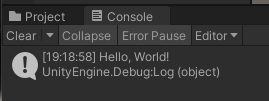 Project Console
Clear Collapse Error Pause Editor
[19:18:58] Hello, World!
UnityEngine.Debug:Log (object)